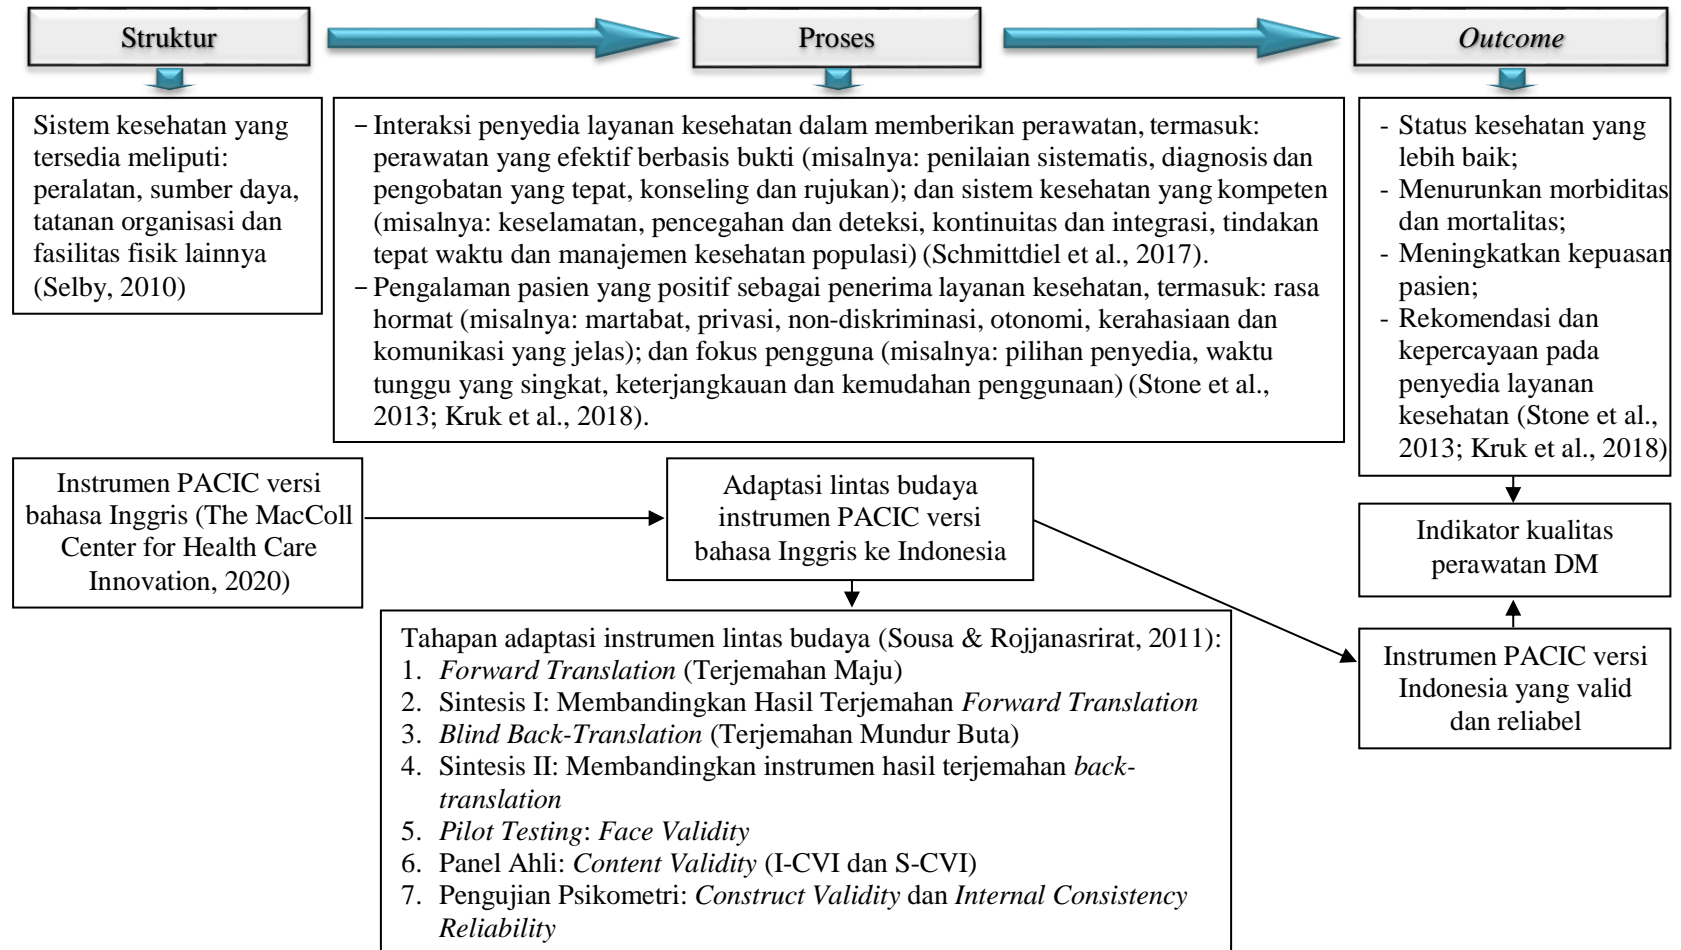 Struktur
Proses
Outcome
Sistem kesehatan yang
tersedia meliputi:
peralatan, sumber daya,
tatanan organisasi dan
fasilitas fisik lainnya
(Selby, 2010)
– Interaksi penyedia layanan kesehatan dalam memberikan perawatan, termasuk:
perawatan yang efektif berbasis bukti (misalnya: penilaian sistematis, diagnosis dan
pengobatan yang tepat, konseling dan rujukan); dan sistem kesehatan yang kompeten
(misalnya: keselamatan, pencegahan dan deteksi, kontinuitas dan integrasi, tindakan
tepat waktu dan manajemen kesehatan populasi) (Schmittdiel et al., 2017).
– Pengalaman pasien yang positif sebagai penerima layanan kesehatan, termasuk: rasa
hormat (misalnya: martabat, privasi, non-diskriminasi, otonomi, kerahasiaan dan
komunikasi yang jelas); dan fokus pengguna (misalnya: pilihan penyedia, waktu
tunggu yang singkat, keterjangkauan dan kemudahan penggunaan) (Stone et al.,
2013; Kruk et al., 2018).
- Status kesehatan yang
lebih baik;
- Menurunkan morbiditas
dan mortalitas;
- Meningkatkan kepuasan
pasien;
- Rekomendasi dan
kepercayaan pada
penyedia layanan
kesehatan (Stone et al.,
2013; Kruk et al., 2018)
Instrumen PACIC versi
bahasa Inggris (The MacColl
Center for Health Care
Innovation, 2020)
Adaptasi lintas budaya
instrumen PACIC versi
bahasa Inggris ke Indonesia
Indikator kualitas
perawatan DM
Tahapan adaptasi instrumen lintas budaya (Sousa & Rojjanasrirat, 2011):
1. Forward Translation (Terjemahan Maju)
2. Sintesis I: Membandingkan Hasil Terjemahan Forward Translation
3. Blind Back-Translation (Terjemahan Mundur Buta)
4. Sintesis II: Membandingkan instrumen hasil terjemahan back-
translation
5. Pilot Testing: Face Validity
6. Panel Ahli: Content Validity (I-CVI dan S-CVI)
7. Pengujian Psikometri: Construct Validity dan Internal Consistency
Reliability
Instrumen PACIC versi
Indonesia yang valid
dan reliabel